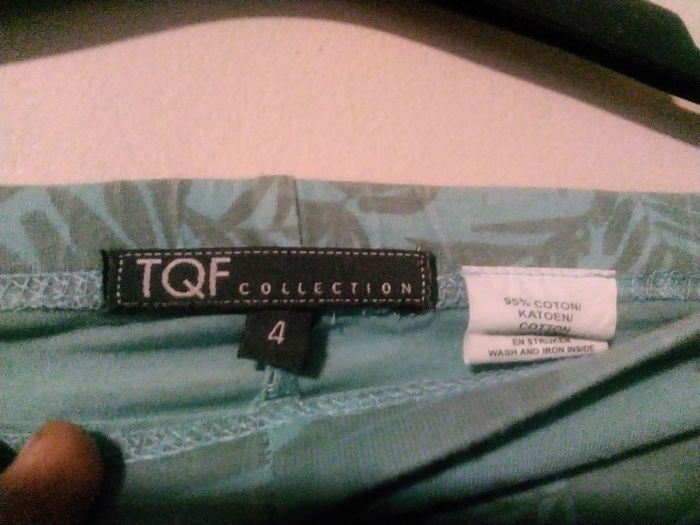 TQF COLLECTION
4
95% COTON/
KATOEN/
COTTON
EN STRIJKEN
WASH AND IRON INSIDE